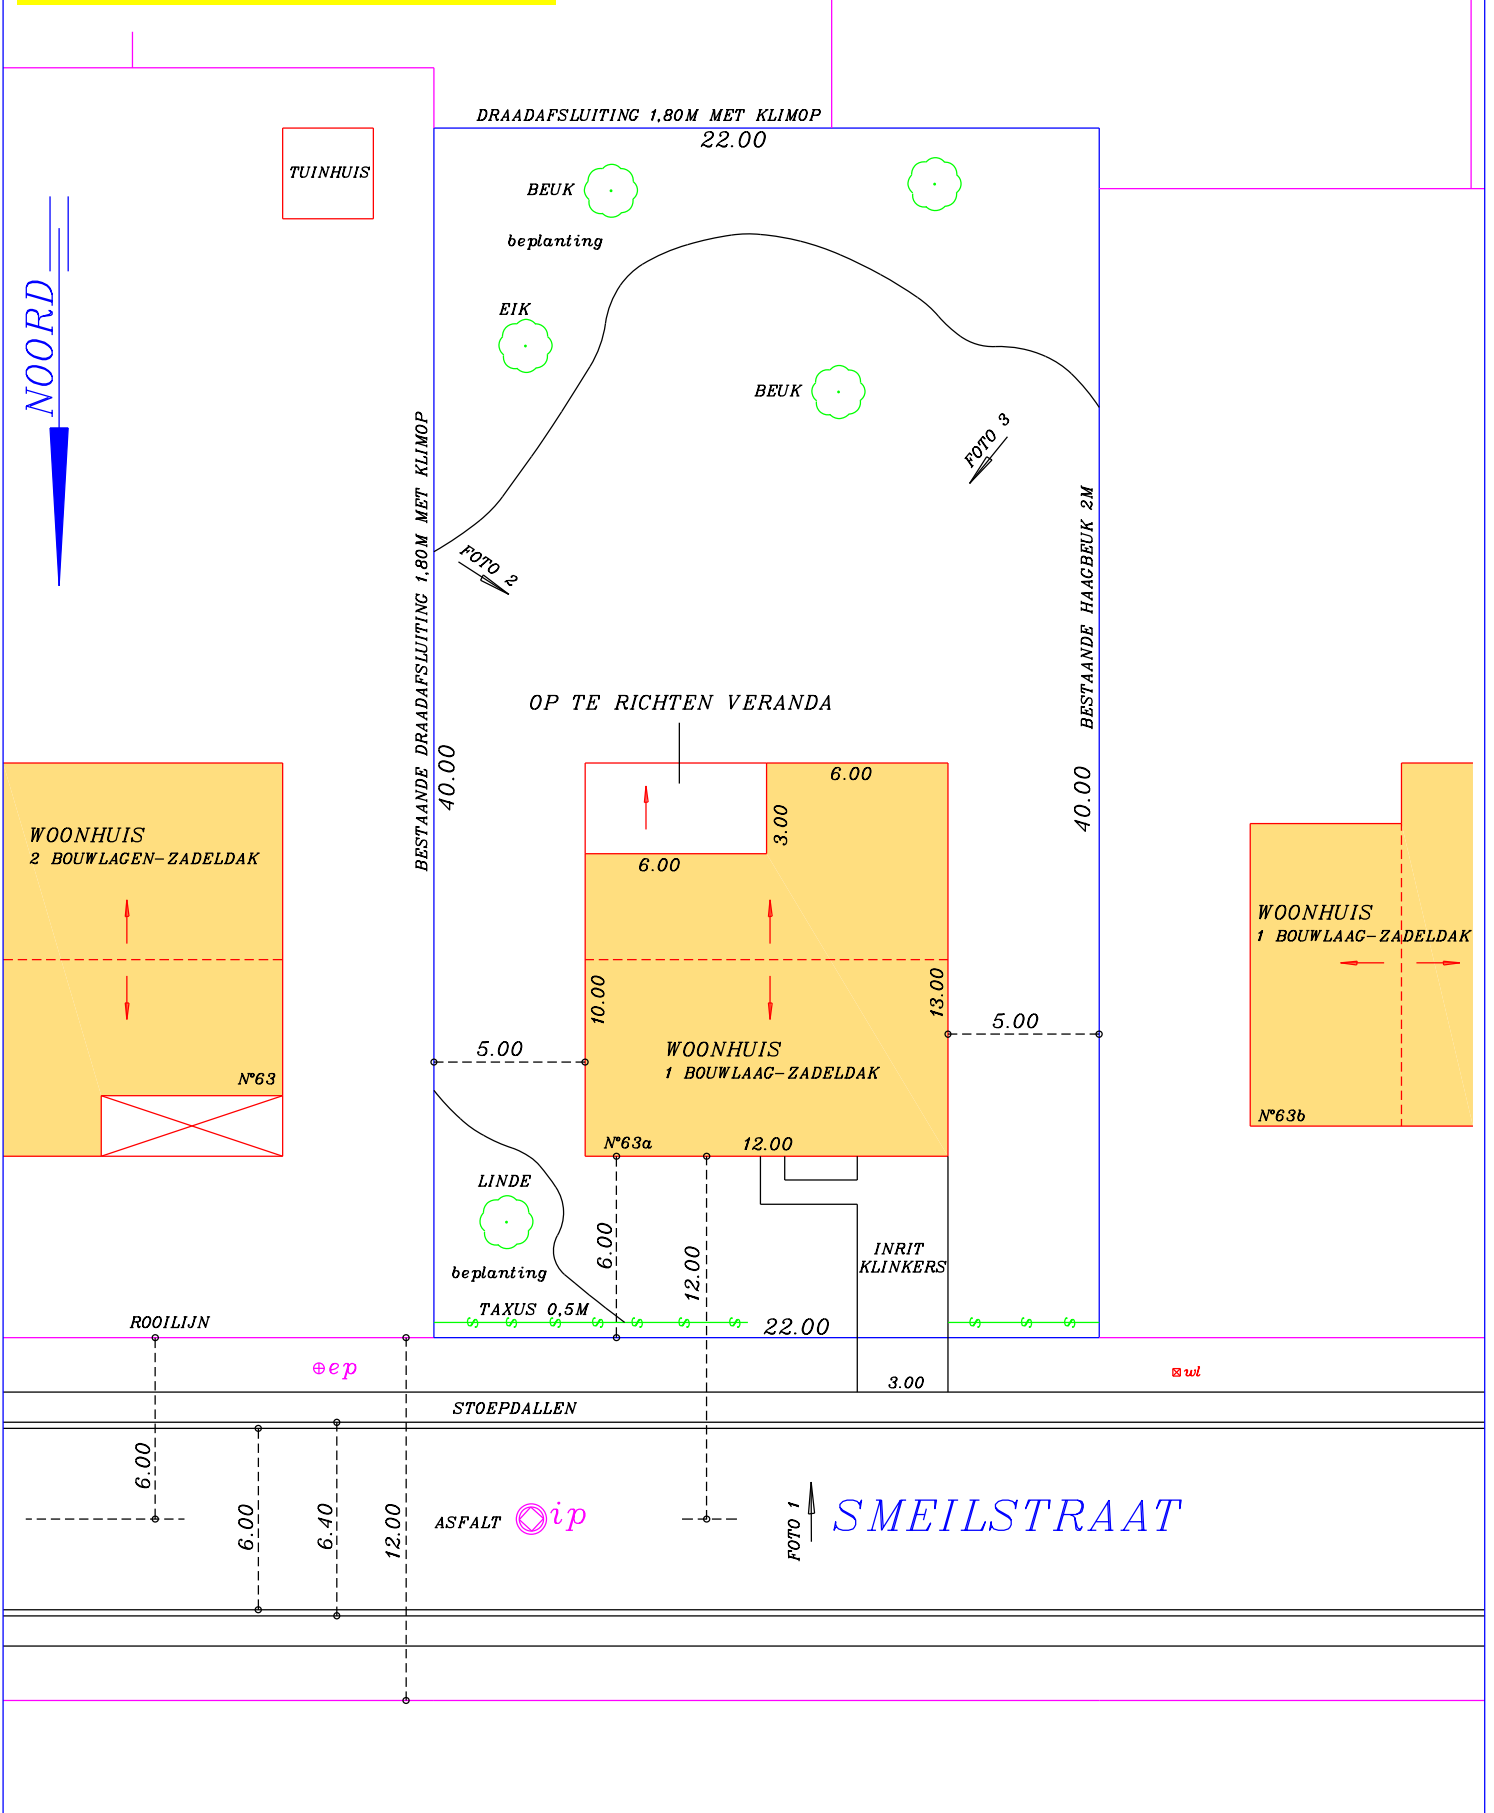 DRAADAFSLUITING 1,80M MET KLIMOP
22.00
TUINHUIS
BEUK
beplanting
NOORD
EIK
BEUK
FOTO 3
BESTAANDE DRAADAFSLUITING 1,80M MET KLIMOP
40.00
FOTO 2
BESTAANDE HAAGBEUK 2M
40.00
OP TE RICHTEN VERANDA
6.00
3.00
6.00
WOONHUIS
2 BOUWLAGEN-ZADELDAK
N°63
WOONHUIS
1 BOUWLAAG-ZADELDAK
N°63b
10.00
13.00
5.00
5.00
WOONHUIS
1 BOUWLAAG-ZADELDAK
N°63a
12.00
LINDE
beplanting
6.00
12.00
INRIT
KLINKERS
TAXUS 0,5M
S S S S S S S
22.00
S S S
ROOILIJN
ep
wl
3.00
STOEPDALLEN
6.00
6.00
6.40
12.00
ASFALT
ip
FOTO 1
SMEILSTRAAT